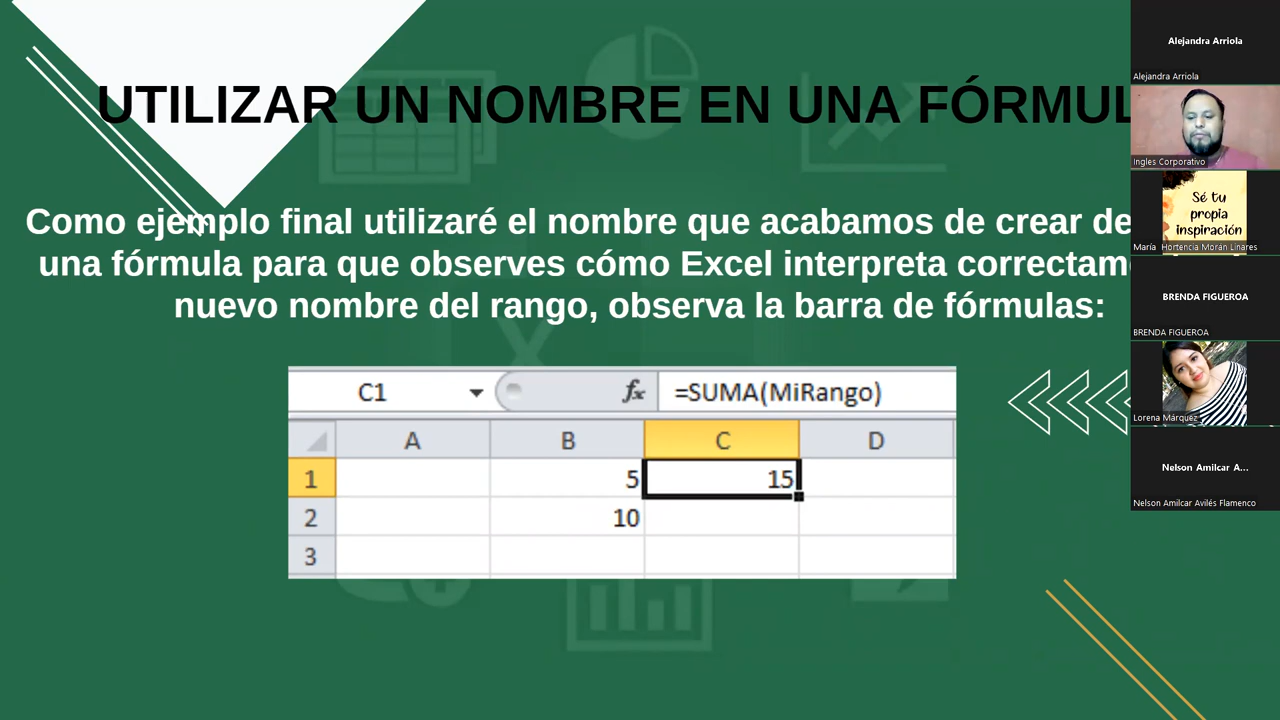 UTILIZAR UN NOMBRE EN UNA FÓRMUL
Como ejemplo final utilizaré el nombre que acabamos de crear de
una fórmula para que observes cómo Excel interpreta correctam
nuevo nombre del rango, observa la barra de fórmulas:
C1 fx =SUMA(MiRango)
A B C D
1 5 15
2 10
3
Alejandra Arriola
Alejandra Arriola
Ingles Corporativo
Sé tu
propia
inspiración
María Hortencia Morán Linares
BRENDA FIGUEROA
BRENDA FIGUEROA
Lorena Márquez
Nelson Amilcar A...
Nelson Amilcar Avilés Flamenco